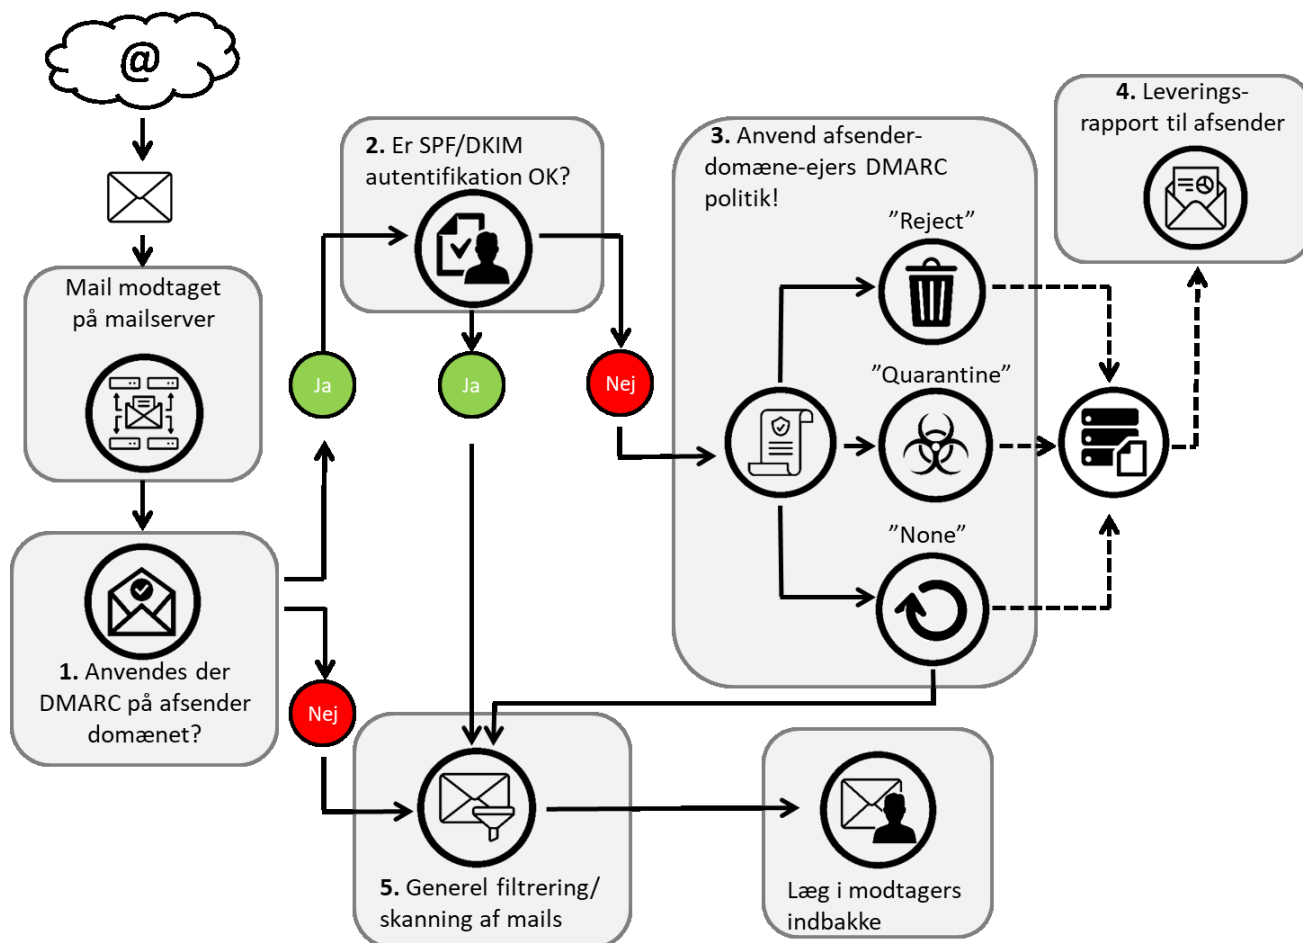 @
Mail modtaget
på mailserver
1. Anvendes der
DMARC på afsender
domænet?
Ja
Nej
2. Er SPF/DKIM
autentifikation OK?
Ja
Nej
3. Anvend afsender-
domæne-ejers DMARC
politik!
”Reject”
”Quarantine”
”None”
4. Leverings-
rapport til afsender
5. Generel filtrering/
skanning af mails
Læg i modtagers
indbakke